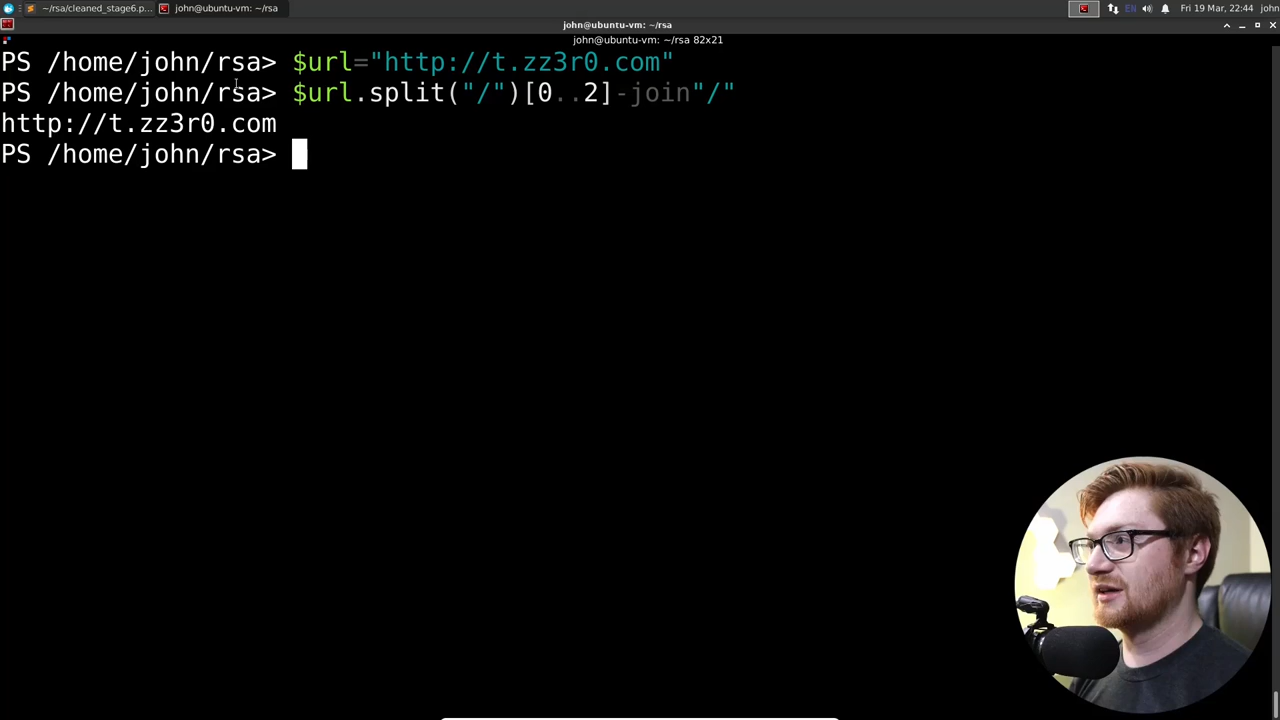 ~/rsa/cleaned_stage6.p...
john@ubuntu-vm: ~/rsa
EN
Fri 19 Mar, 22:44
john
john@ubuntu-vm: ~/rsa
john@ubuntu-vm: ~/rsa 82x21
PS /home/john/rsa> $url="http://t.zz3r0.com"
PS /home/john/rsa> $url.split("/")[0..2]-join"/"
http://t.zz3r0.com
PS /home/john/rsa>